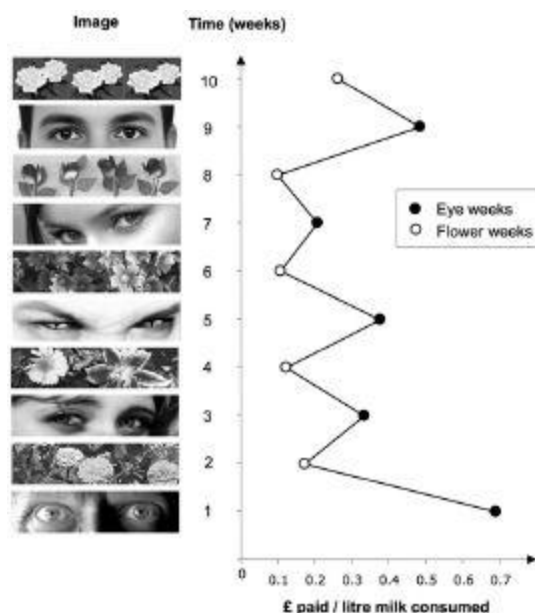 Image Time (weeks)
10
9
8
7
6
5
4
3
2
1
Eye weeks
Flower weeks
0 0.1 0.2 0.3 0.4 0.5 0.6 0.7
£ paid / litre milk consumed